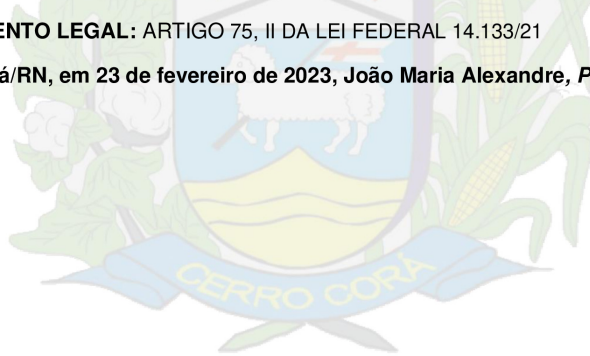 ENTO LEGAL: ARTIGO 75, II DA LEI FEDERAL 14.133/21
á/RN, em 23 de fevereiro de 2023, João Maria Alexandre, P
CERRO CORÁ